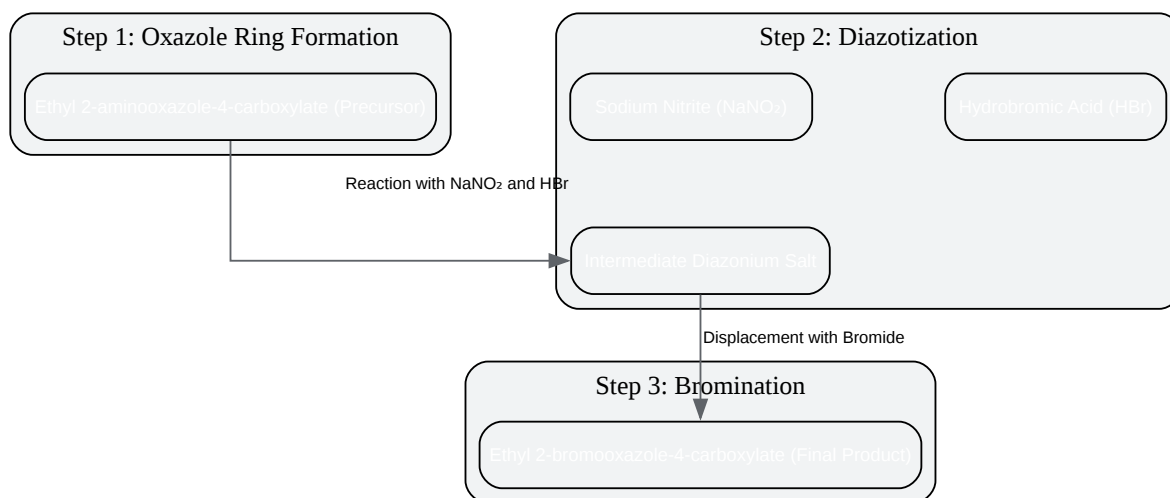 Step 1: Oxazole Ring Formation
Ethyl 2-aminooxazole-4-carboxylate (Precursor)
Step 2: Diazotization
Sodium Nitrite (NaNO₂)
Hydrobromic Acid (HBr)
Reaction with NaNO₂ and HBr
Intermediate Diazonium Salt
Displacement with Bromide
Step 3: Bromination
Ethyl 2-bromooxazole-4-carboxylate (Final Product)